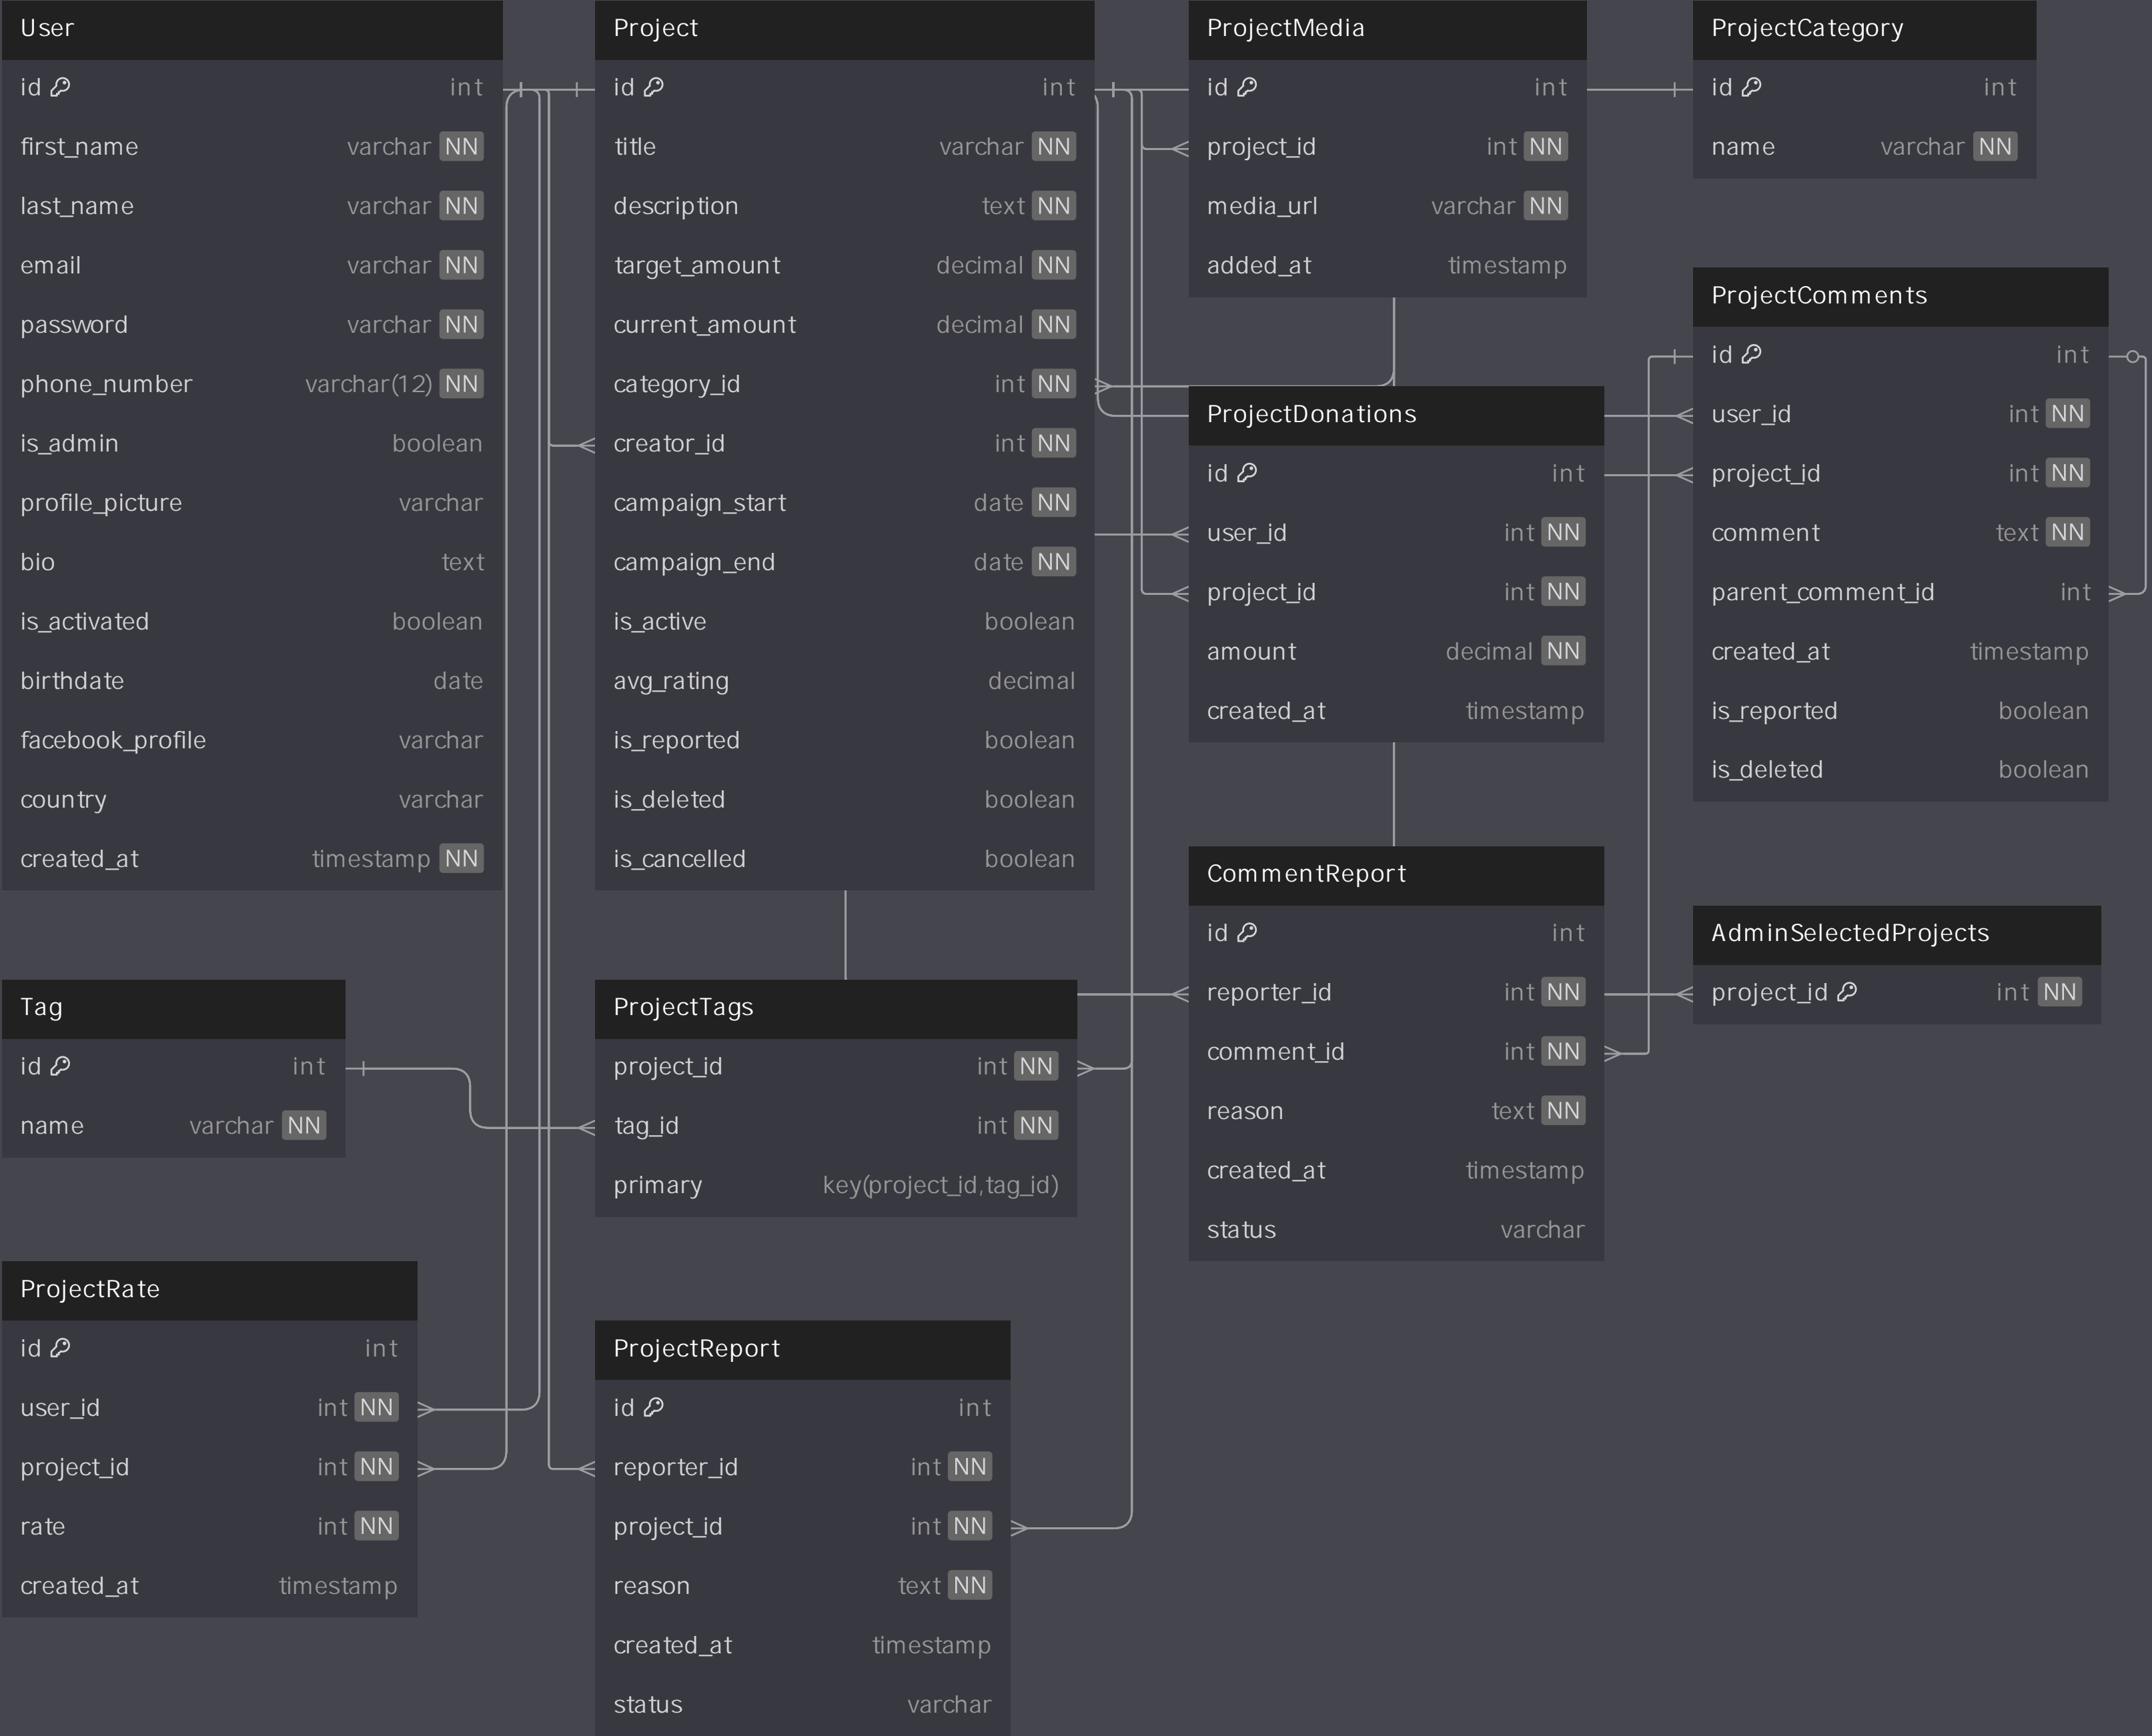 User
id int
first_name varchar NN
last_name varchar NN
email varchar NN
password varchar NN
phone_number varchar(12) NN
is_admin boolean
profile_picture varchar
bio text
is_activated boolean
birthdate date
facebook_profile varchar
country varchar
created_at timestamp NN
Project
id int
title varchar NN
description text NN
target_amount decimal NN
current_amount decimal NN
category_id int NN
creator_id int NN
campaign_start date NN
campaign_end date NN
is_active boolean
avg_rating decimal
is_reported boolean
is_deleted boolean
is_cancelled boolean
ProjectMedia
id int
project_id int NN
media_url varchar NN
added_at timestamp
ProjectCategory
id int
name varchar NN
ProjectDonations
id int
user_id int NN
project_id int NN
amount decimal NN
created_at timestamp
ProjectComments
id int
user_id int NN
project_id int NN
comment text NN
parent_comment_id int
created_at timestamp
is_reported boolean
is_deleted boolean
Tag
id int
name varchar NN
ProjectTags
project_id int NN
tag_id int NN
primary key(project_id,tag_id)
CommentReport
id int
reporter_id int NN
comment_id int NN
reason text NN
created_at timestamp
status varchar
AdminSelectedProjects
project_id int NN
ProjectRate
id int
user_id int NN
project_id int NN
rate int NN
created_at timestamp
ProjectReport
id int
reporter_id int NN
project_id int NN
reason text NN
created_at timestamp
status varchar